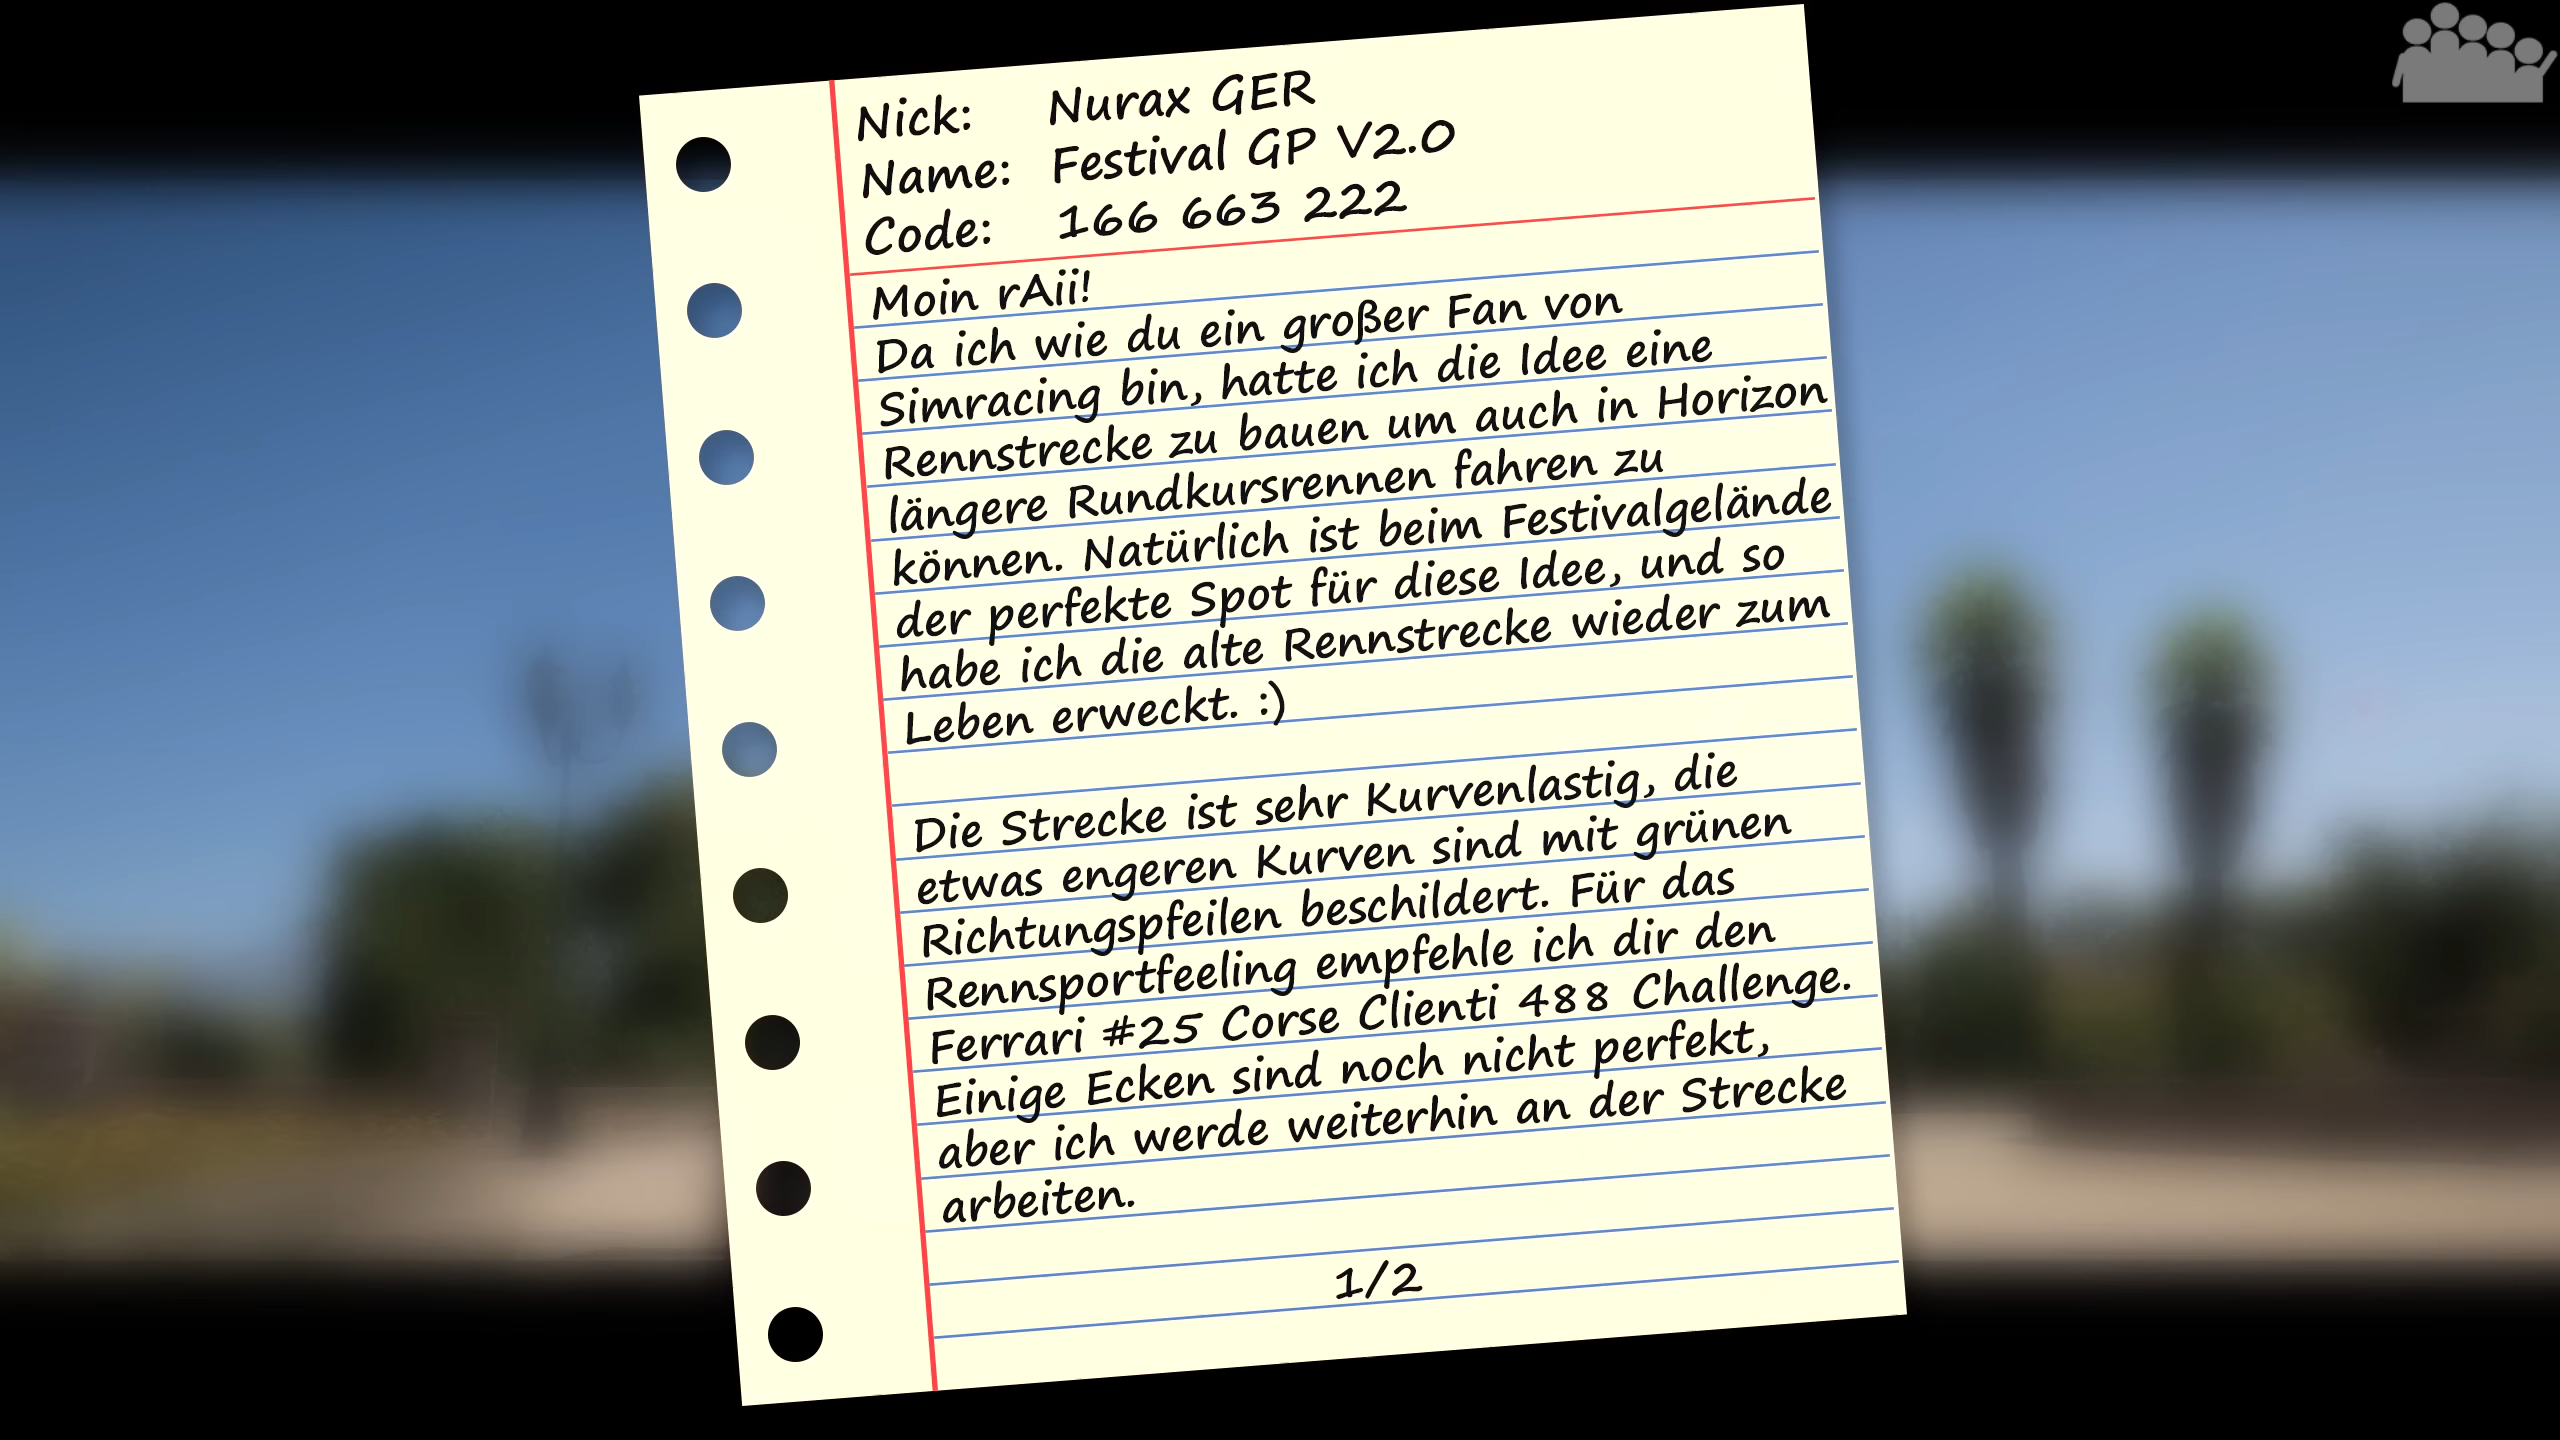 Nick: Nurax GER
Name: Festival GP V2.0
Code: 166 663 222
Moin rAii!
Da ich wie du ein großer Fan von
Simracing bin, hatte ich die Idee eine
Rennstrecke zu bauen um auch in Horizon
längere Rundkursrennen fahren zu
können. Natürlich ist beim Festivalgelände
der perfekte Spot für diese Idee, und so
habe ich die alte Rennstrecke wieder zum
Leben erweckt. :)
Die Strecke ist sehr Kurvenlastig, die
etwas engeren Kurven sind mit grünen
Richtungspfeilen beschildert. Für das
Rennsportfeeling empfehle ich dir den
Ferrari #25 Corse Clienti 488 Challenge.
Einige Ecken sind noch nicht perfekt,
aber ich werde weiterhin an der Strecke
arbeiten.
1/2